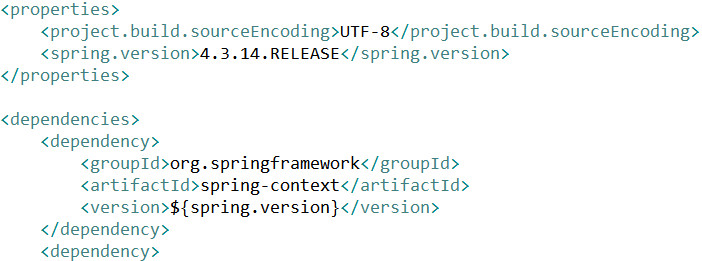 <properties>
    <project.build.sourceEncoding>UTF-8</project.build.sourceEncoding>
    <spring.version>4.3.14.RELEASE</spring.version>
</properties>

<dependencies>
    <dependency>
        <groupId>org.springframework</groupId>
        <artifactId>spring-context</artifactId>
        <version>${spring.version}</version>
    </dependency>
    <dependency>